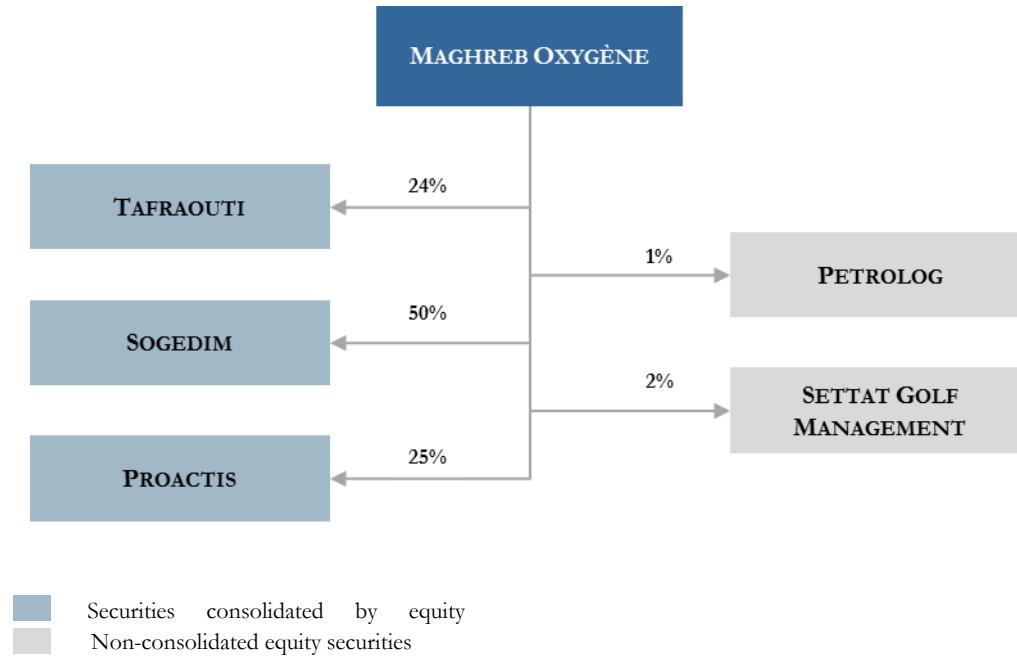 MAGHREB OXYGÈNE
24%
TAFRAOUTI
1%
PETROLOG
50%
SOGEDIM
2%
SETTAT GOLF
MANAGEMENT
25%
PROACTIS
Securities consolidated by equity
Non-consolidated equity securities